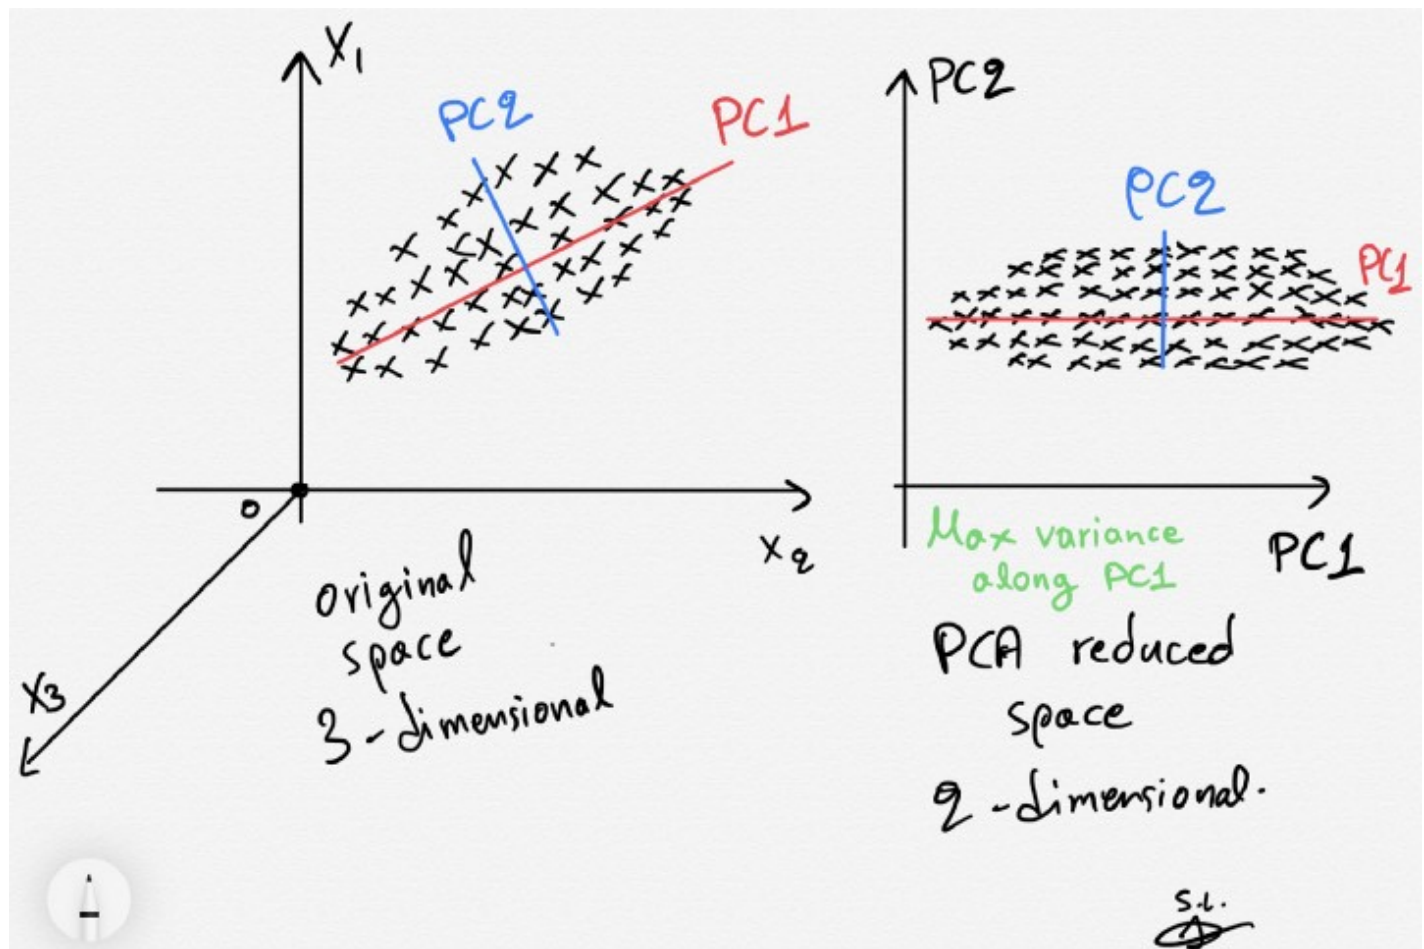 X1
PC2
PC1
0
X2
X3
original
space
3-dimensional
PC2
PC2
PC1
PC1
Max variance
along PC1
PCA reduced
space
2-dimensional.
S.L.